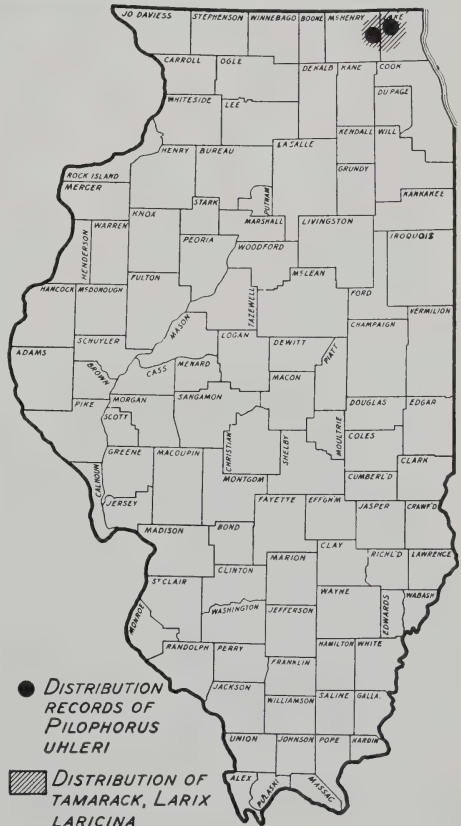 JO DAVIESS STEPHENSON WINNEBAGO BOONE McHENRY LAKE
CARROLL OGLE DEKALB KANE COOK
DU PAGE
WHITESIDE LEE
KENDALL WILL
HENRY BUREAU LASALLE
ROCK ISLAND GRUNDY
MERCER KANKAKEE
STARK PUTNAM
KNOX MARSHALL LIVINGSTON
HENDERSON WARREN PEORIA WOODFORD IROQUOIS
FULTON McLEAN
HANCOCK McDONOUGH TAZEWELL FORD
MASON VERMILION
SCHUYLER LOGAN DEWITT CHAMPAIGN
ADAMS BROWN CASS MENARD PIATT
MACON
PIKE MORGAN SANGAMON DOUGLAS EDGAR
SCOTT CHRISTIAN SHELBY MOULTRIE COLES
GREENE MACOUPIN CLARK
CALHOUN MONTGOM CUMBERL'D
JERSEY FAYETTE EFFGH'M JASPER CRAWF'D
MADISON BOND
CLAY RICHL'D LAWRENCE
CLINTON MARION
ST CLAIR WAYNE WABASH
MONROE WASHINGTON JEFFERSON EDWARDS
RANDOLPH PERRY HAMILTON WHITE
FRANKLIN
JACKSON SALINE GALLA.
WILLIAMSON
UNION JOHNSON POPE HARDIN
ALEX PULASKI MASSAC
DISTRIBUTION
RECORDS OF
PILOPHORUS
UHLERI
DISTRIBUTION OF
TAMARACK, LARIX
LARICINA